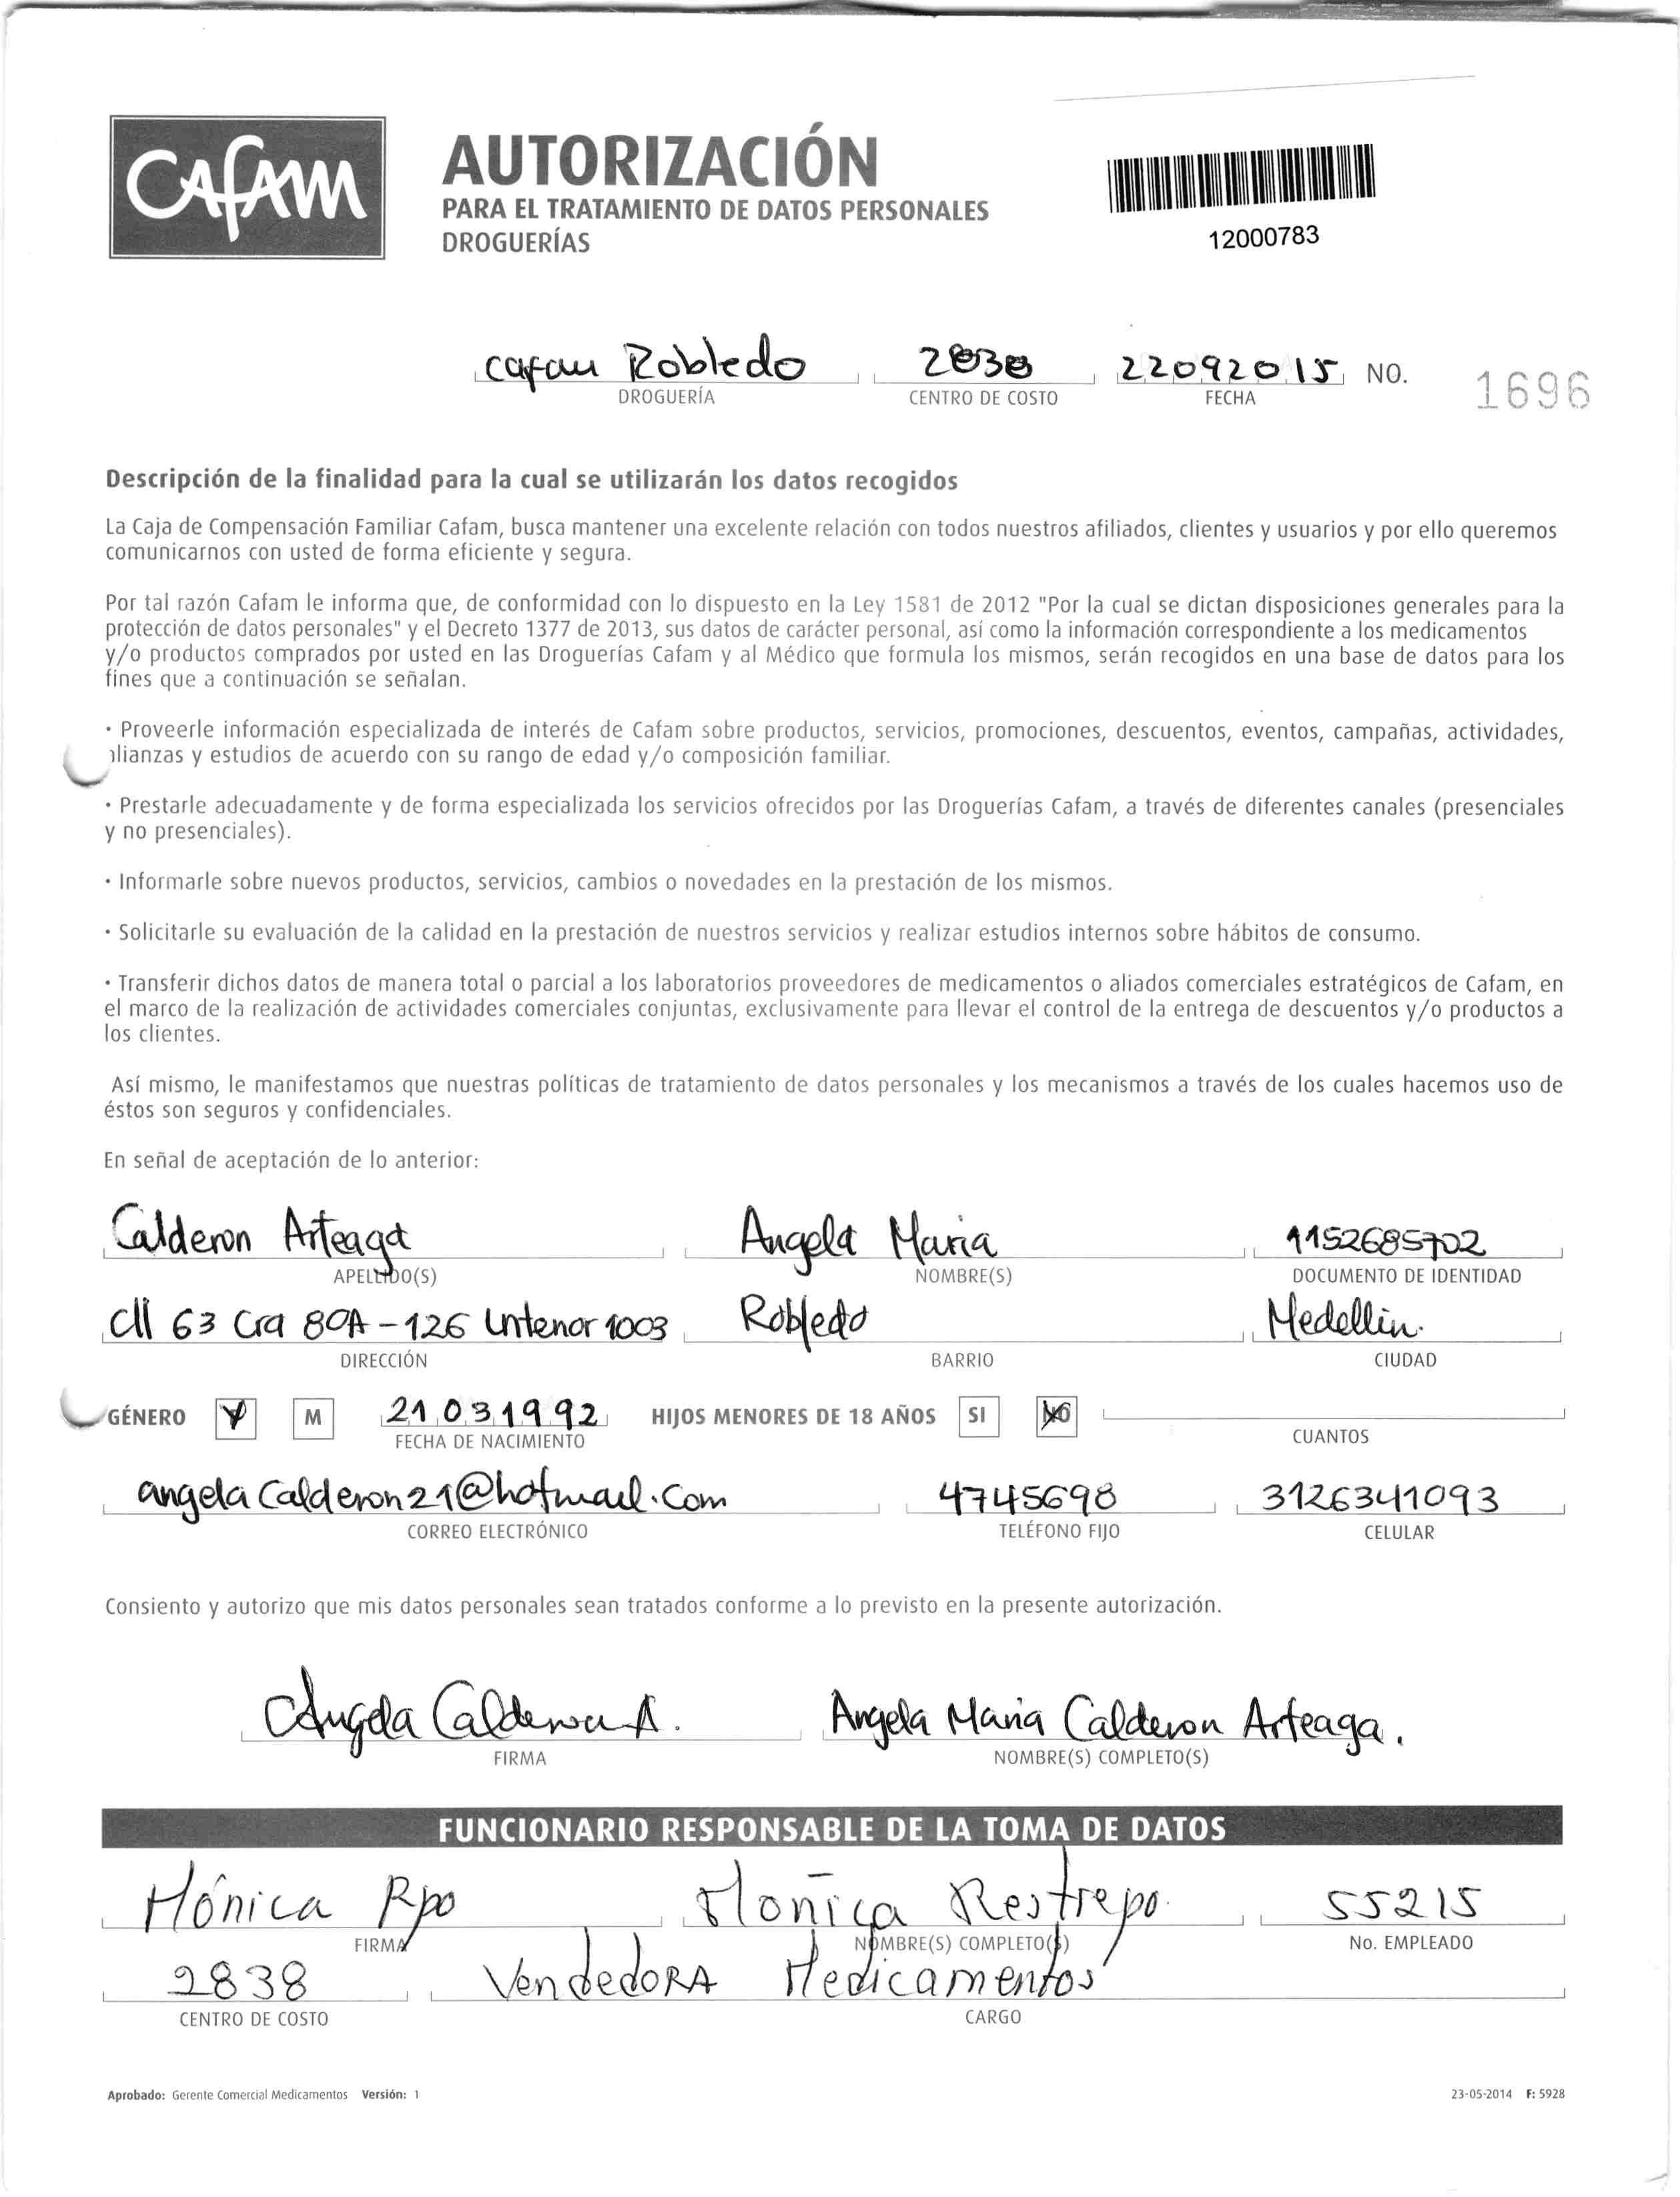 Cafam
AUTORIZACIÓN
PARA EL TRATAMIENTO DE DATOS PERSONALES
DROGUERÍAS
12000783
cafam Robledo 2838 22092015 NO. 1696
DROGUERÍA CENTRO DE COSTO FECHA
Descripción de la finalidad para la cual se utilizarán los datos recogidos
La Caja de Compensación Familiar Cafam, busca mantener una excelente relación con todos nuestros afiliados, clientes y usuarios y por ello queremos
comunicarnos con usted de forma eficiente y segura.
Por tal razón Cafam le informa que, de conformidad con lo dispuesto en la Ley 1581 de 2012 "Por la cual se dictan disposiciones generales para la
protección de datos personales" y el Decreto 1377 de 2013, sus datos de carácter personal, así como la información correspondiente a los medicamentos
y/o productos comprados por usted en las Droguerías Cafam y al Médico que formula los mismos, serán recogidos en una base de datos para los
fines que a continuación se señalan.
• Proveerle información especializada de interés de Cafam sobre productos, servicios, promociones, descuentos, eventos, campañas, actividades,
alianzas y estudios de acuerdo con su rango de edad y/o composición familiar.
• Prestarle adecuadamente y de forma especializada los servicios ofrecidos por las Droguerías Cafam, a través de diferentes canales (presenciales
y no presenciales).
• Informarle sobre nuevos productos, servicios, cambios o novedades en la prestación de los mismos.
• Solicitarle su evaluación de la calidad en la prestación de nuestros servicios y realizar estudios internos sobre hábitos de consumo.
• Transferir dichos datos de manera total o parcial a los laboratorios proveedores de medicamentos o aliados comerciales estratégicos de Cafam, en
el marco de la realización de actividades comerciales conjuntas, exclusivamente para llevar el control de la entrega de descuentos y/o productos a
los clientes.
Así mismo, le manifestamos que nuestras políticas de tratamiento de datos personales y los mecanismos a través de los cuales hacemos uso de
éstos son seguros y confidenciales.
En señal de aceptación de lo anterior:
Calderon Arteaga Angela Maria 1152685702
APELLIDO(S) NOMBRE(S) DOCUMENTO DE IDENTIDAD
Cll 63 Cra 80A - 126 Interior 1003 Robledo Medellin.
DIRECCIÓN BARRIO CIUDAD
GÉNERO F M 21031992 HIJOS MENORES DE 18 AÑOS SI NO
FECHA DE NACIMIENTO CUANTOS
angelaCalderon21@hotmail.com 4745698 3126341093
CORREO ELECTRÓNICO TELÉFONO FIJO CELULAR
Consiento y autorizo que mis datos personales sean tratados conforme a lo previsto en la presente autorización.
Angela Calderon A. Angela Maria Calderon Arteaga.
FIRMA NOMBRE(S) COMPLETO(S)
FUNCIONARIO RESPONSABLE DE LA TOMA DE DATOS
Mónica Rpo Monica Restrepo. 55215
FIRMA NOMBRE(S) COMPLETO(S) No. EMPLEADO
2838 VendedoRA Medicamentos
CENTRO DE COSTO CARGO
Aprobado: Gerente Comercial Medicamentos Versión: 1 23-05-2014 F: 5928